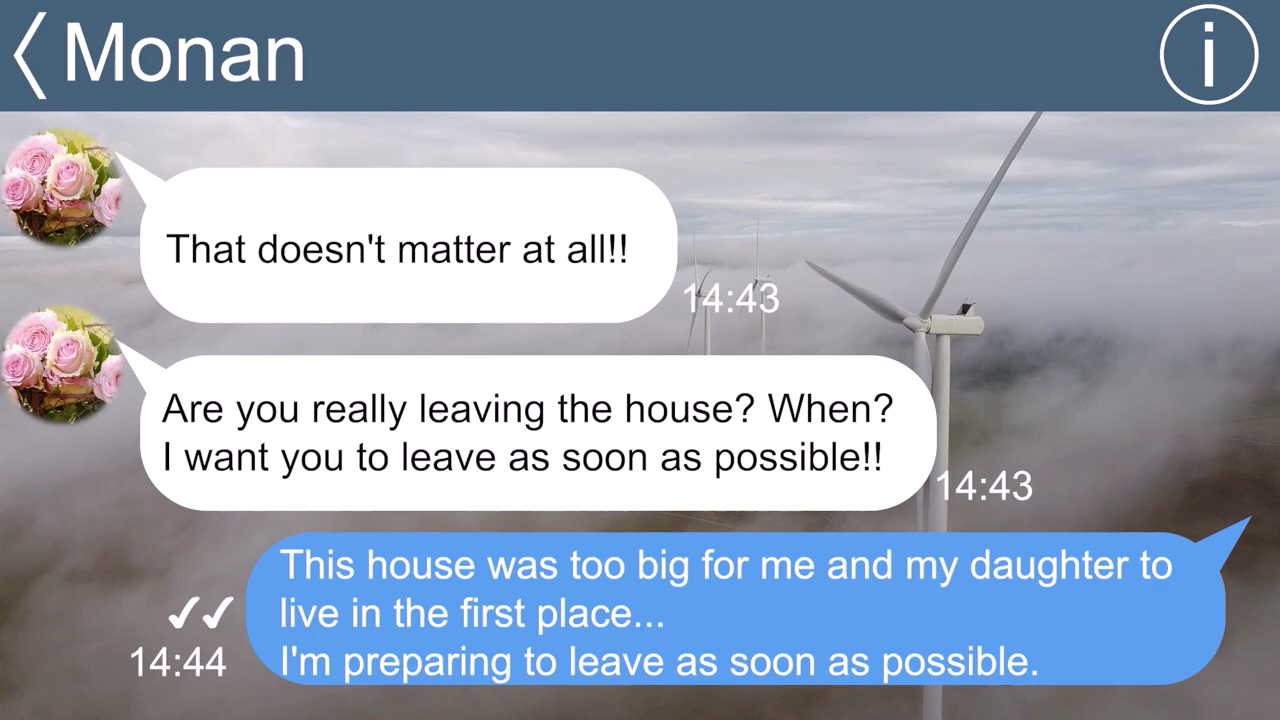 Monan
i
That doesn't matter at all!!
14:43
Are you really leaving the house? When?
I want you to leave as soon as possible!!
14:43
This house was too big for me and my daughter to
live in the first place...
I'm preparing to leave as soon as possible.
14:44